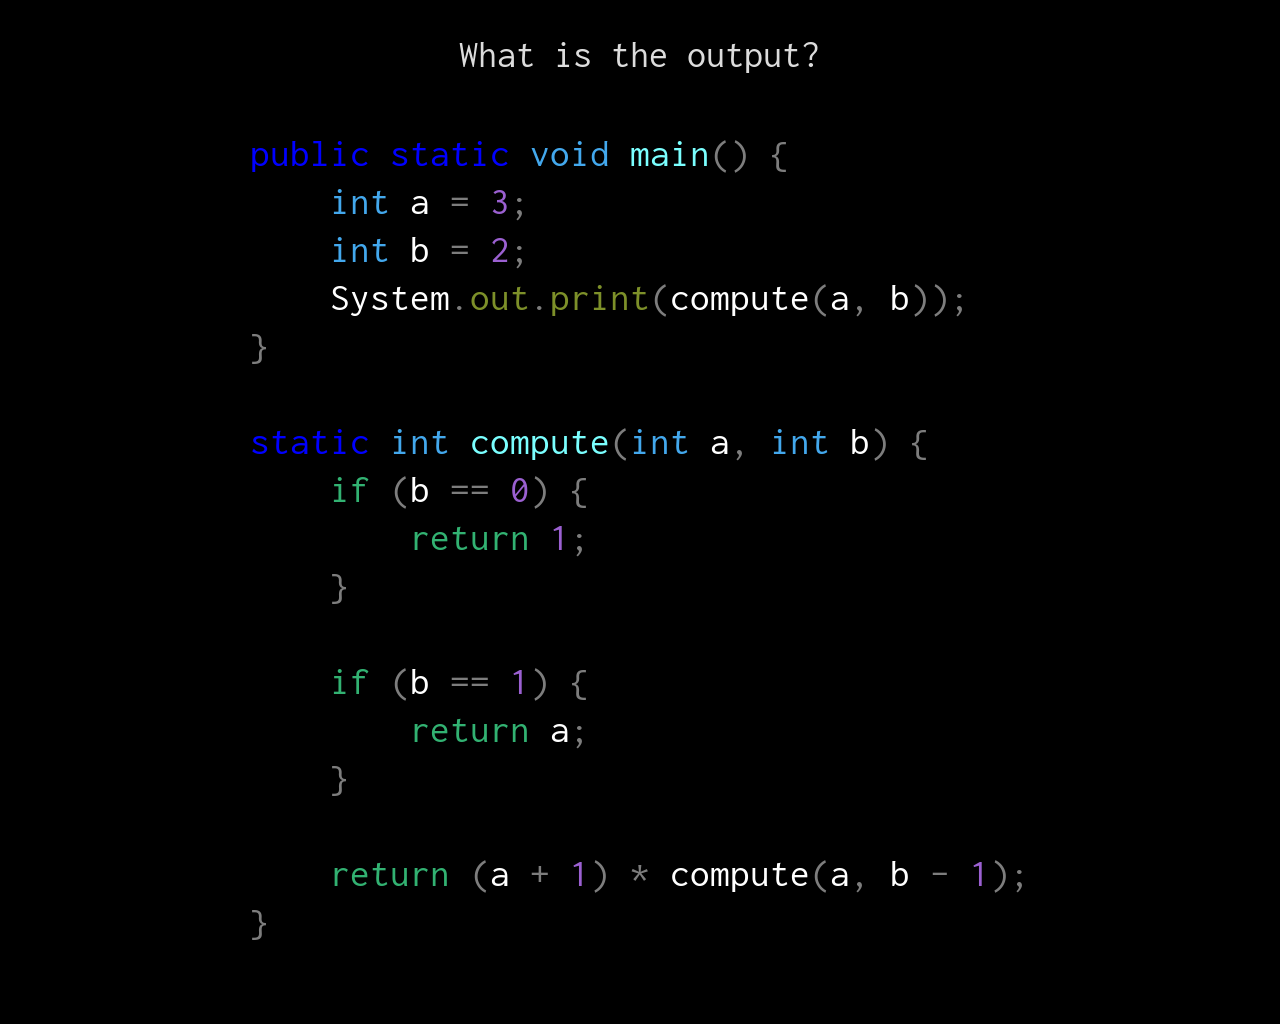 What is the output?
public static void main() {
    int a = 3;
    int b = 2;
    System.out.print(compute(a, b));
}
static int compute(int a, int b) {
    if (b == 0) {
        return 1;
    }
    if (b == 1) {
        return a;
    }
    return (a + 1) * compute(a, b - 1);
}